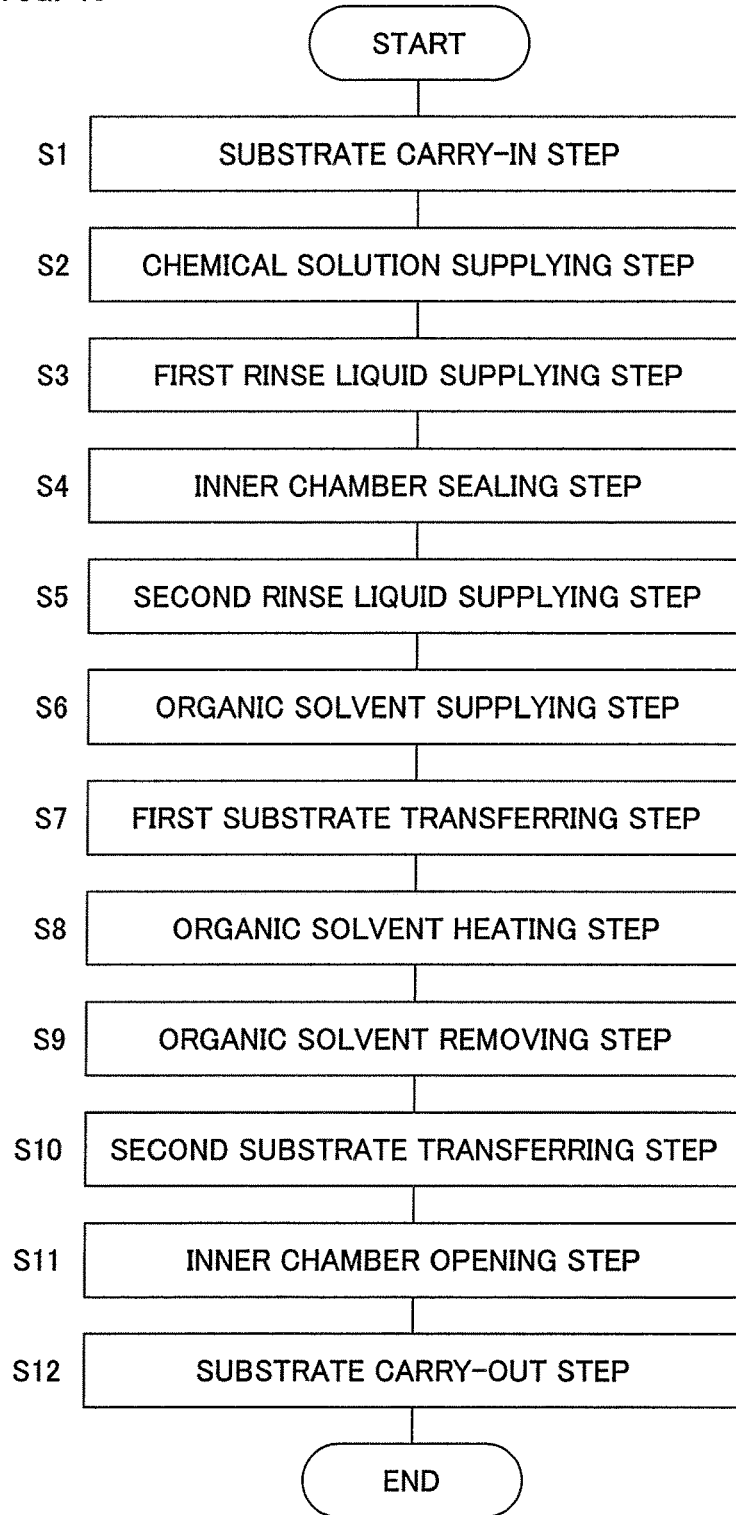 START
S1 SUBSTRATE CARRY-IN STEP
S2 CHEMICAL SOLUTION SUPPLYING STEP
S3 FIRST RINSE LIQUID SUPPLYING STEP
S4 INNER CHAMBER SEALING STEP
S5 SECOND RINSE LIQUID SUPPLYING STEP
S6 ORGANIC SOLVENT SUPPLYING STEP
S7 FIRST SUBSTRATE TRANSFERRING STEP
S8 ORGANIC SOLVENT HEATING STEP
S9 ORGANIC SOLVENT REMOVING STEP
S10 SECOND SUBSTRATE TRANSFERRING STEP
S11 INNER CHAMBER OPENING STEP
S12 SUBSTRATE CARRY-OUT STEP
END